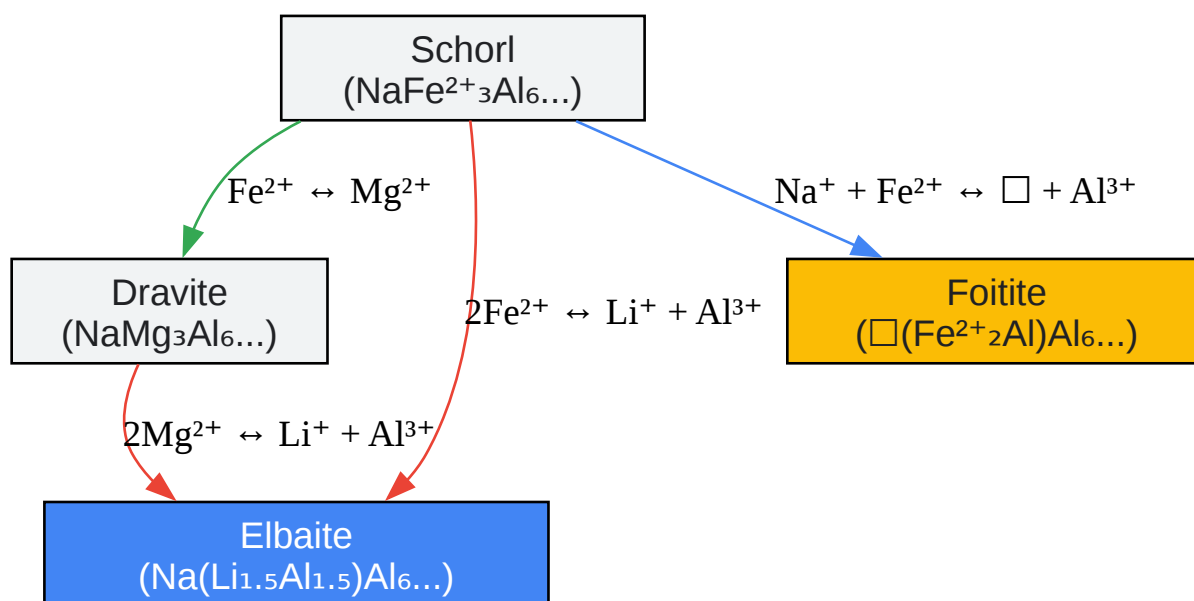 Schorl
(NaFe²⁺₃Al₆...)
Fe²⁺ ↔ Mg²⁺
Na⁺ + Fe²⁺ ↔ □ + Al³⁺
Dravite
(NaMg₃Al₆...)
2Fe²⁺ ↔ Li⁺ + Al³⁺
Foitite
(□(Fe²⁺₂Al)Al₆...)
2Mg²⁺ ↔ Li⁺ + Al³⁺
Elbaite
(Na(Li₁.₅Al₁.₅)Al₆...)